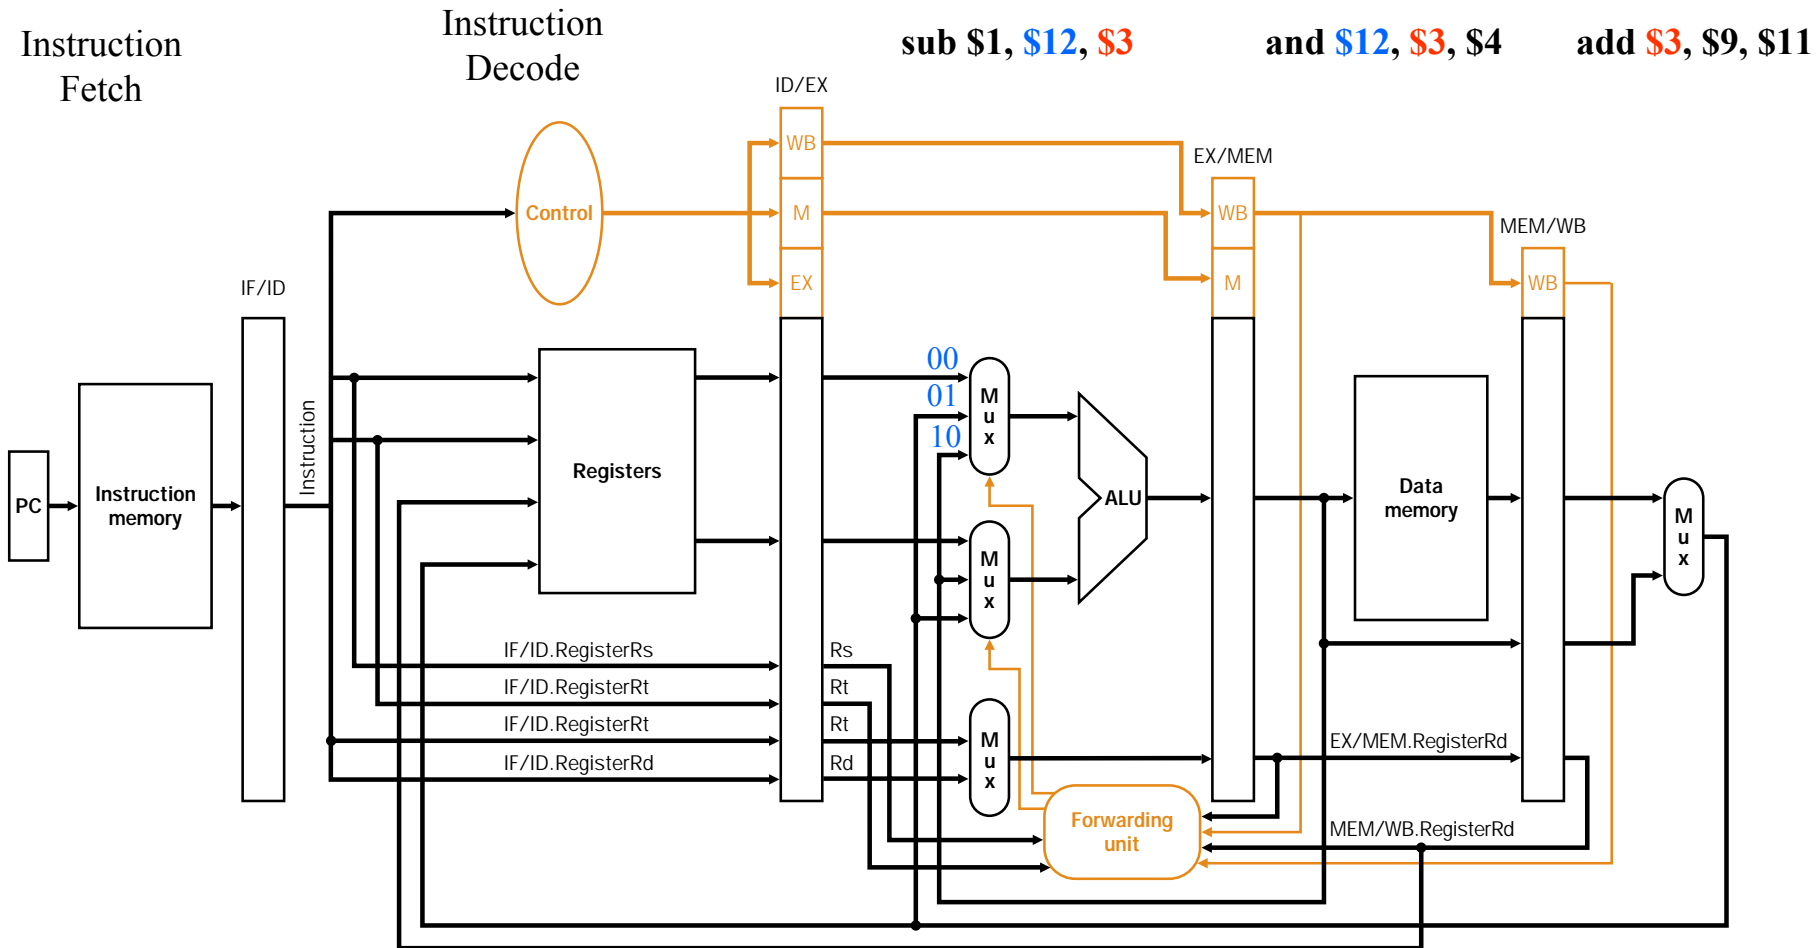 Instruction
Fetch
Instruction
Decode
sub $1, $12, $3
and $12, $3, $4
add $3, $9, $11
ID/EX
WB
M
EX
Control
EX/MEM
WB
M
MEM/WB
WB
IF/ID
Instruction
PC
Instruction
memory
Registers
00
01
10
M
u
x
M
u
x
ALU
Data
memory
M
u
x
IF/ID.RegisterRs
Rs
IF/ID.RegisterRt
Rt
IF/ID.RegisterRt
Rt
IF/ID.RegisterRd
Rd
M
u
x
EX/MEM.RegisterRd
Forwarding
unit
MEM/WB.RegisterRd